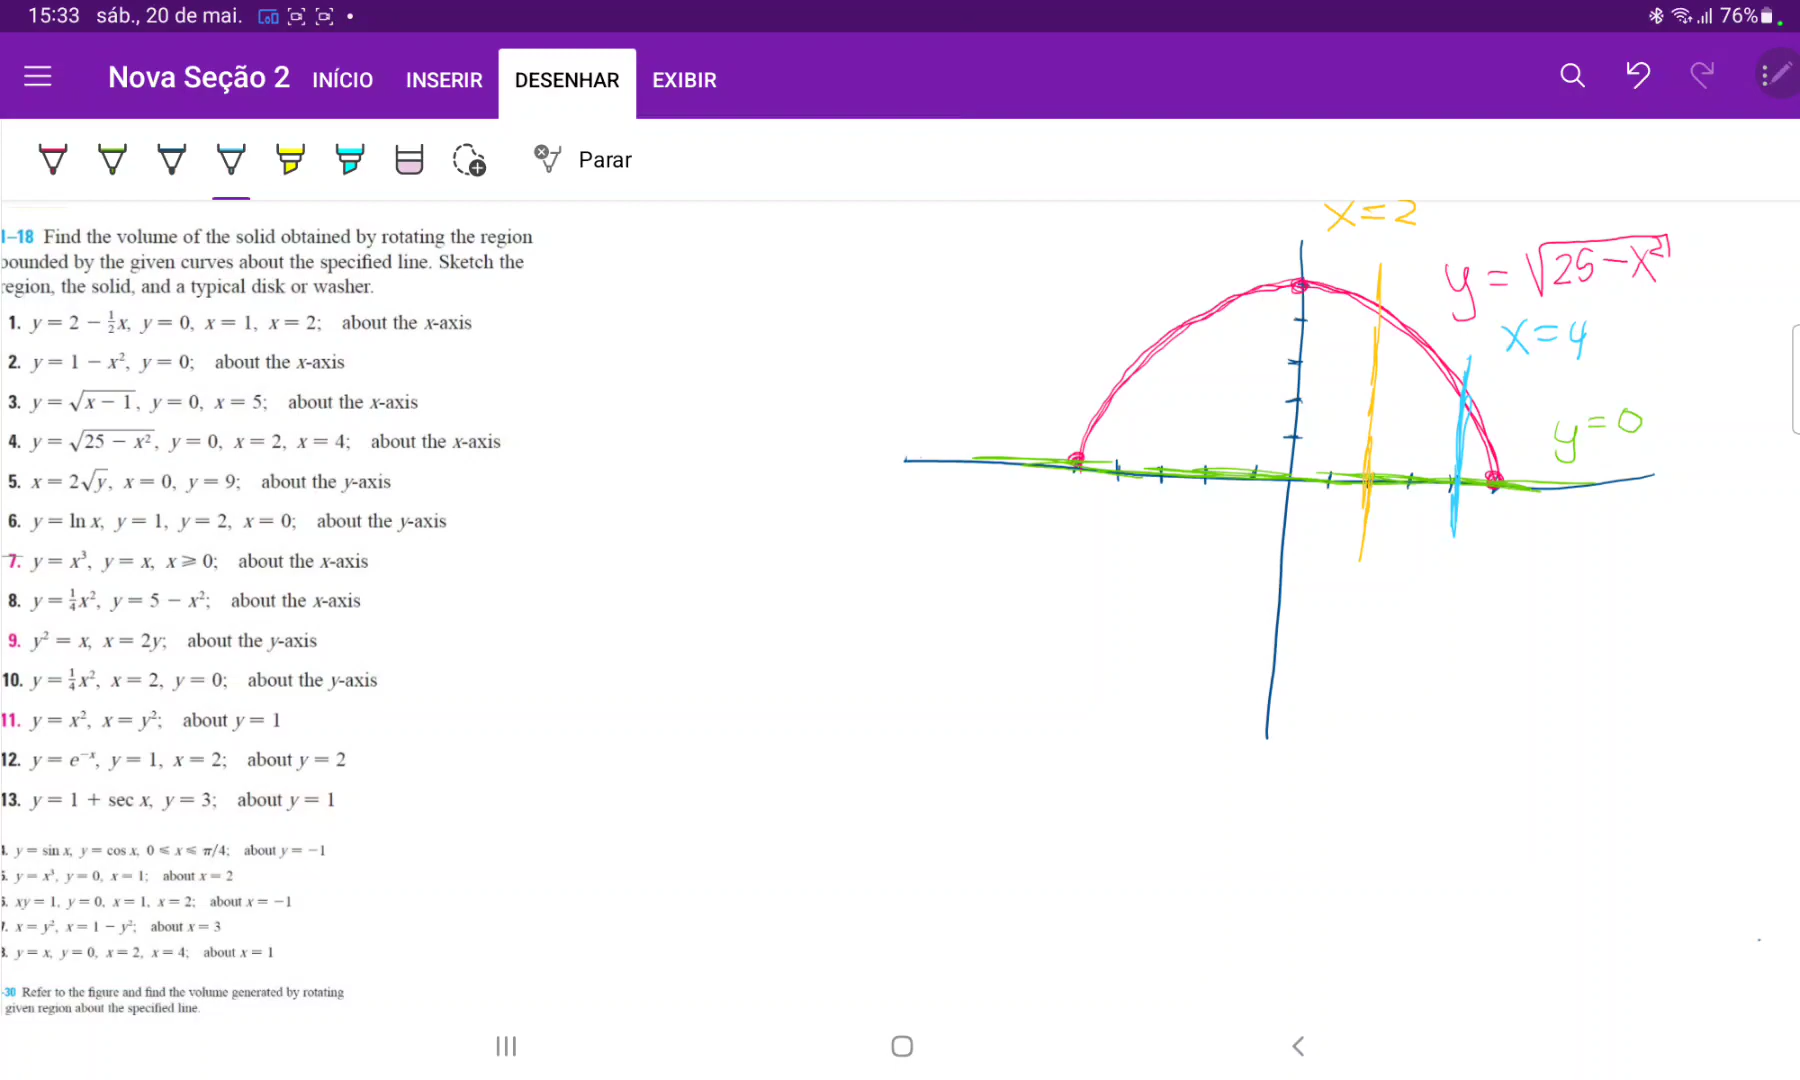 15:33 sáb., 20 de mai. 76%
Nova Seção 2 INÍCIO INSERIR DESENHAR EXIBIR
Parar
1–18 Find the volume of the solid obtained by rotating the region
bounded by the given curves about the specified line. Sketch the
region, the solid, and a typical disk or washer.
1. y = 2 − ½x, y = 0, x = 1, x = 2; about the x-axis
2. y = 1 − x², y = 0; about the x-axis
3. y = √(x − 1), y = 0, x = 5; about the x-axis
4. y = √(25 − x²), y = 0, x = 2, x = 4; about the x-axis
5. x = 2√y, x = 0, y = 9; about the y-axis
6. y = ln x, y = 1, y = 2, x = 0; about the y-axis
7. y = x³, y = x, x ≥ 0; about the x-axis
8. y = ¼x², y = 5 − x²; about the x-axis
9. y² = x, x = 2y; about the y-axis
10. y = ¼x², x = 2, y = 0; about the y-axis
11. y = x², x = y²; about y = 1
12. y = e⁻ˣ, y = 1, x = 2; about y = 2
13. y = 1 + sec x, y = 3; about y = 1
. y = sin x, y = cos x, 0 ≤ x ≤ π/4; about y = −1
. y = x³, y = 0, x = 1; about x = 2
. xy = 1, y = 0, x = 1, x = 2; about x = −1
. x = y², x = 1 − y²; about x = 3
. y = x, y = 0, x = 2, x = 4; about x = 1
-30 Refer to the figure and find the volume generated by rotating
given region about the specified line.
x = 2
y = √(25 − x²)
x = 4
y = 0